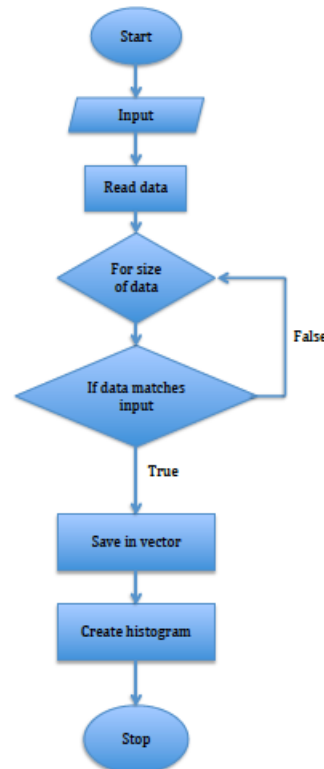 Start
Input
Read data
For size
of data
False
If data matches
input
True
Save in vector
Create histogram
Stop